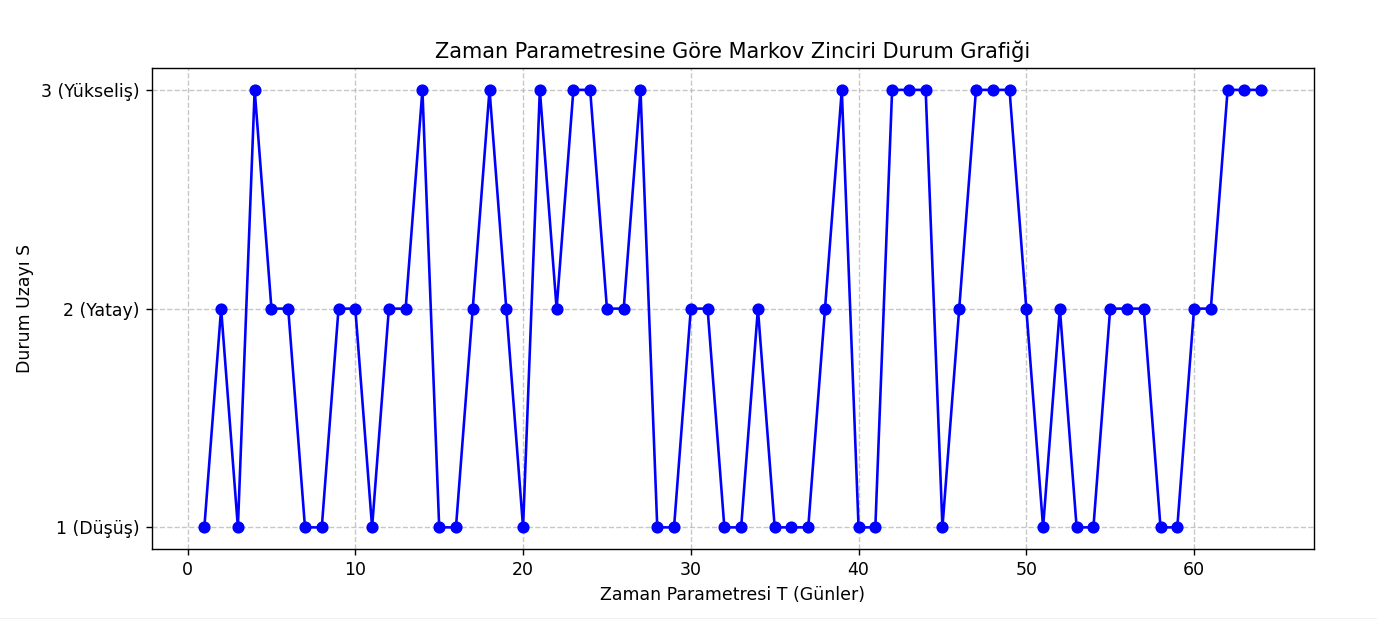 Zaman Parametresine Göre Markov Zinciri Durum Grafiği
3 (Yükseliş)
2 (Yatay)
1 (Düşüş)
Durum Uzayı S
0 10 20 30 40 50 60
Zaman Parametresi T (Günler)